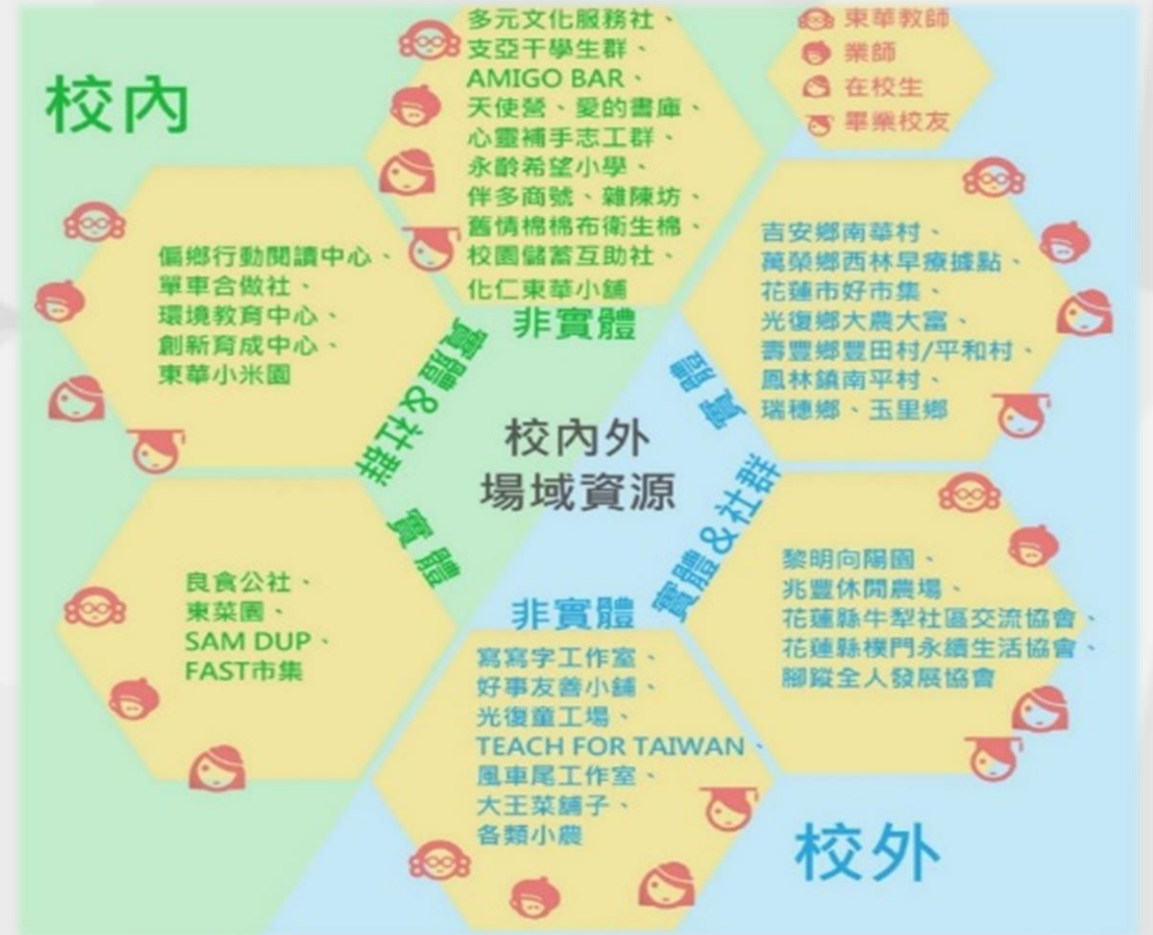 校內
多元文化服務社、
支亞干學生群、
AMIGO BAR、
天使營、愛的書庫、
心靈補手志工群、
永齡希望小學、
伴多商號、雜陳坊、
舊情棉棉布衛生棉、
校園儲蓄互助社、
化仁東華小舖
非實體
東華教師
業師
在校生
畢業校友
偏鄉行動閱讀中心、
單車合做社、
環境教育中心、
創新育成中心、
東華小米園
實體&社群
吉安鄉南華村、
萬榮鄉西林早療據點、
花蓮市好市集、
光復鄉大農大富、
壽豐鄉豐田村/平和村、
鳳林鎮南平村、
瑞穗鄉、玉里鄉
實體
校內外
場域資源
良食公社、
東菜園、
SAM DUP、
FAST市集
實體
黎明向陽園、
兆豐休閒農場、
花蓮縣牛犁社區交流協會、
花蓮縣樸門永續生活協會、
腳蹤全人發展協會
實體&社群
非實體
寫寫字工作室、
好事友善小舖、
光復童工場、
TEACH FOR TAIWAN、
風車尾工作室、
大王菜舖子、
各類小農
校外